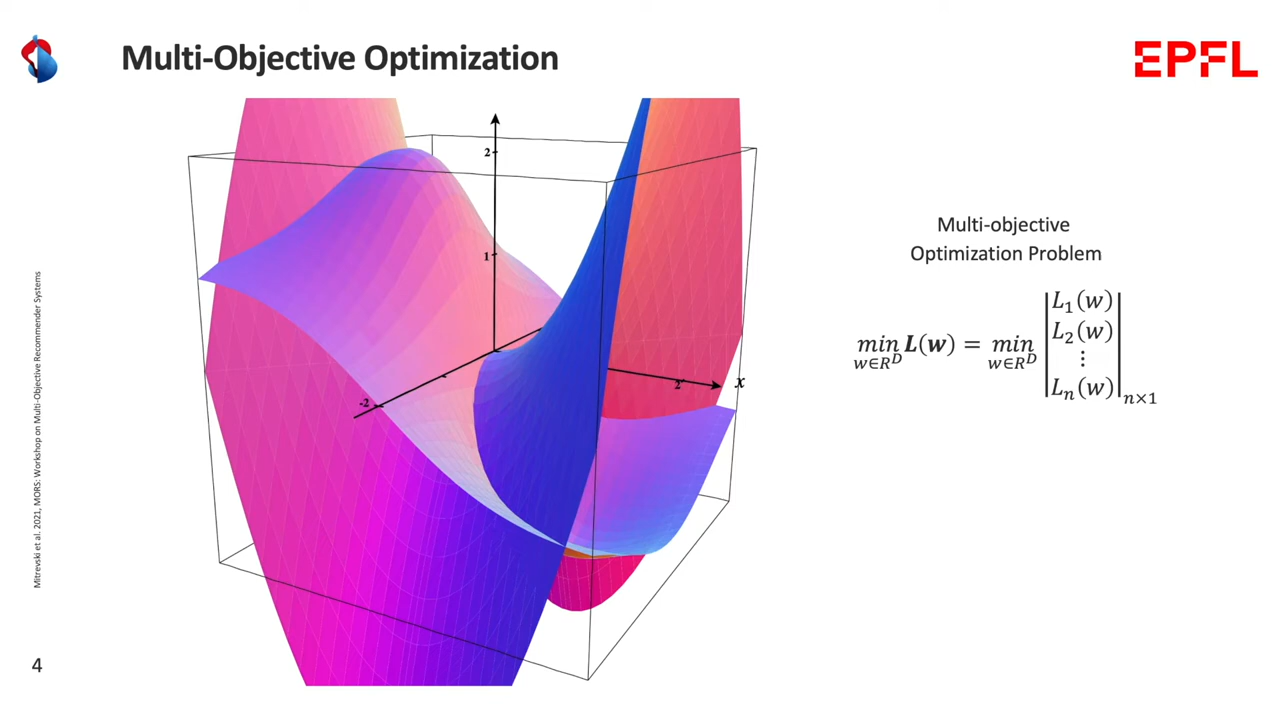 Multi-Objective Optimization
EPFL
2
1
-2
2
x
Multi-objective
Optimization Problem
min L(w) = min
w∈R^D w∈R^D
L₁(w)
L₂(w)
⋮
Lₙ(w)
n×1
Mitrevski et al. 2021, MORS: Workshop on Multi-Objective Recommender Systems
4